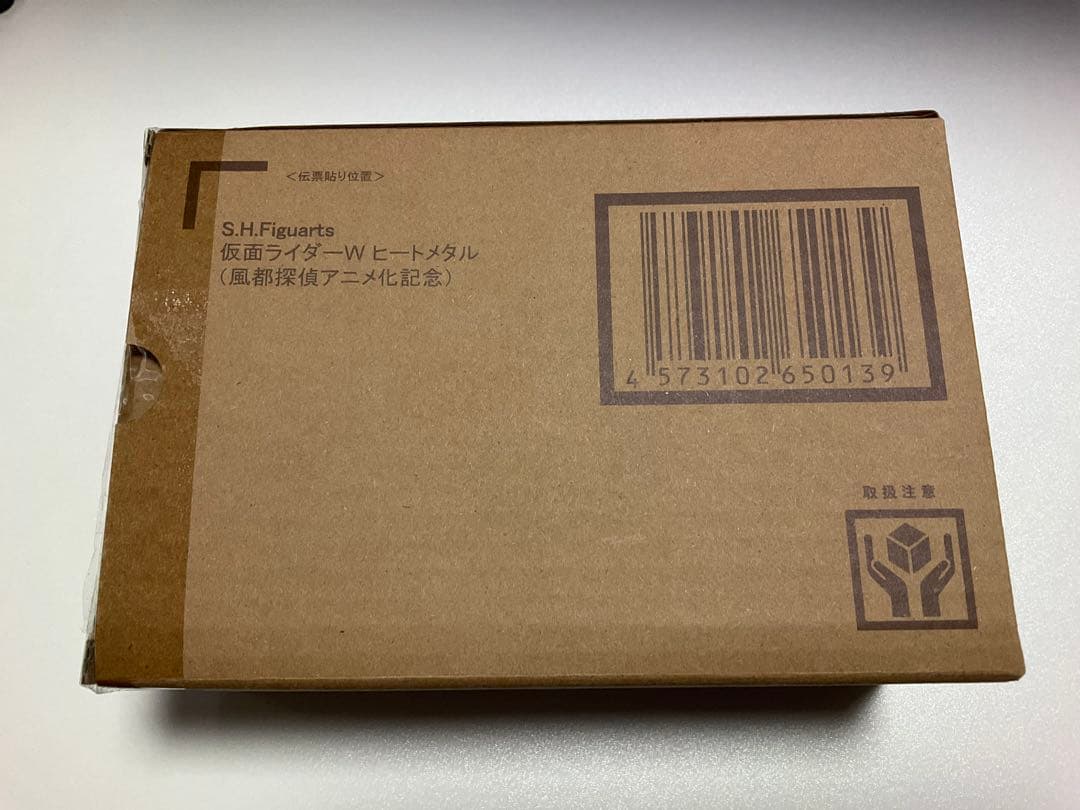 ＜伝票貼り位置＞
S.H.Figuarts
仮面ライダーW ヒートメタル
（風都探偵アニメ化記念）
4 573102 650139
取扱注意